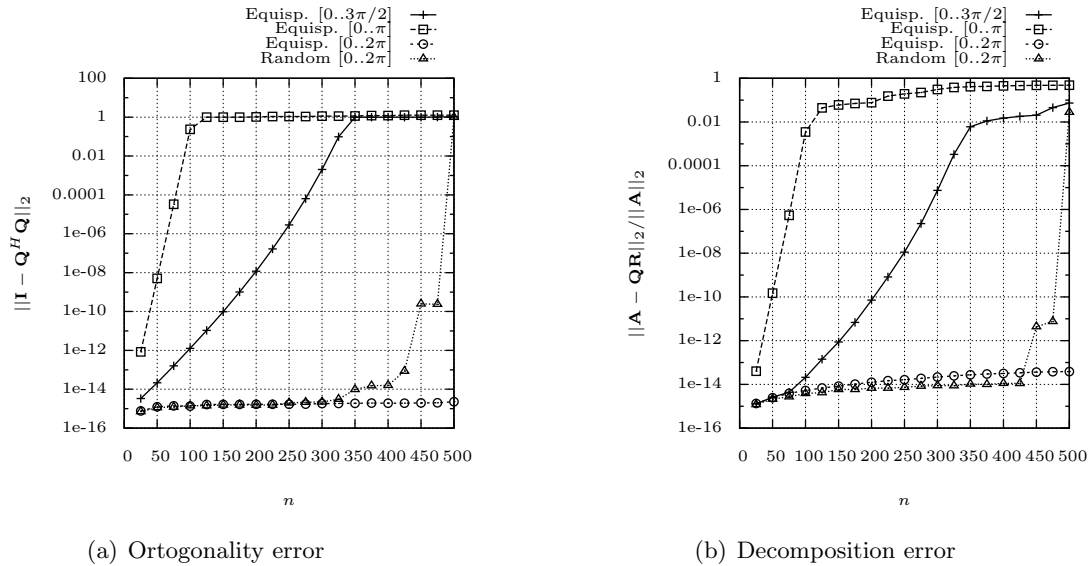 Equisp. [0..3π/2]
Equisp. [0..π]
Equisp. [0..2π]
Random [0..2π]
100
1
0.01
0.0001
1e-06
1e-08
1e-10
1e-12
1e-14
1e-16
||I − Q^H Q||_2
0 50 100 150 200 250 300 350 400 450 500
n
(a) Ortogonality error
Equisp. [0..3π/2]
Equisp. [0..π]
Equisp. [0..2π]
Random [0..2π]
1
0.01
0.0001
1e-06
1e-08
1e-10
1e-12
1e-14
1e-16
||A − QR||_2/||A||_2
0 50 100 150 200 250 300 350 400 450 500
n
(b) Decomposition error